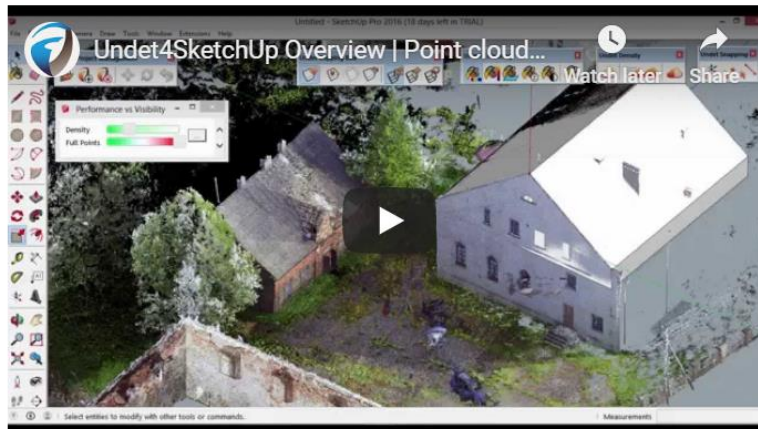 Untitled - SketchUp Pro 2016 (18 days left in TRIAL)
Undet4SketchUp Overview | Point cloud...
Watch later
Share
Performance vs Visibility
Density
Full Points
Select entities to modify with other tools or commands.
Measurements